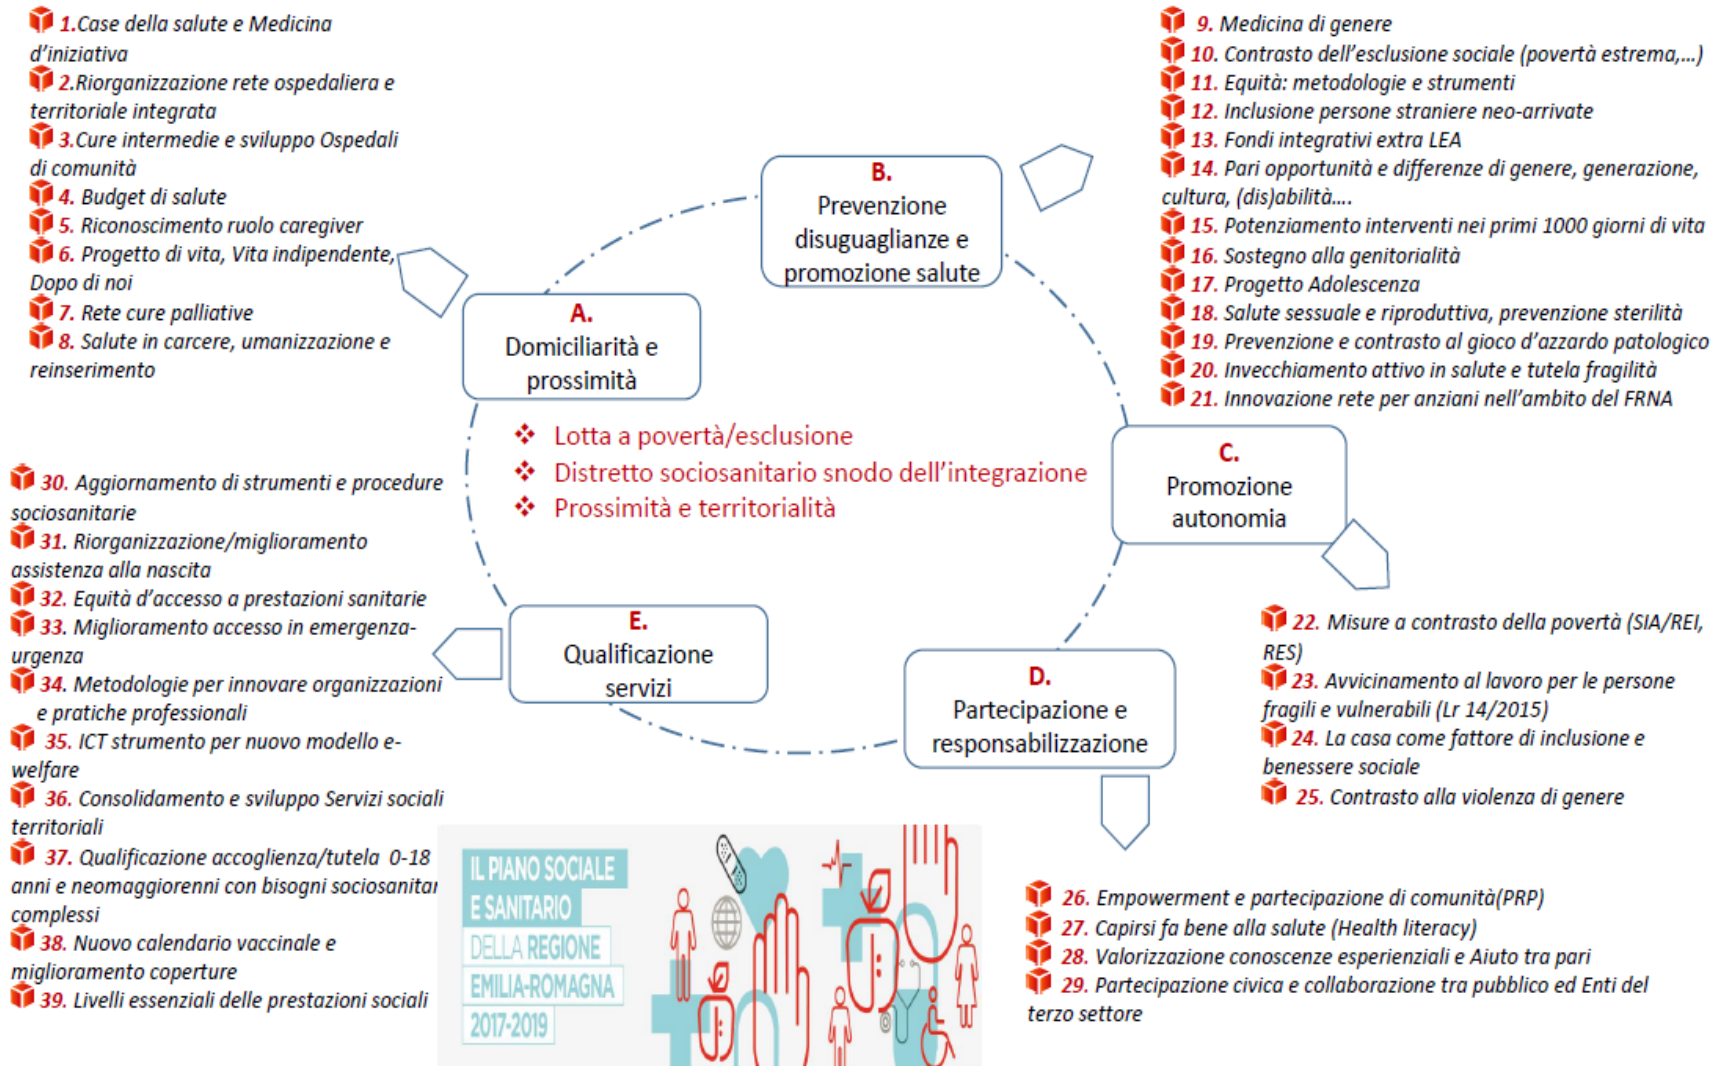 1.Case della salute e Medicina
d'iniziativa
2.Riorganizzazione rete ospedaliera e
territoriale integrata
3.Cure intermedie e sviluppo Ospedali
di comunità
4. Budget di salute
5. Riconoscimento ruolo caregiver
6. Progetto di vita, Vita indipendente,
Dopo di noi
7. Rete cure palliative
8. Salute in carcere, umanizzazione e
reinserimento
9. Medicina di genere
10. Contrasto dell'esclusione sociale (povertà estrema,...)
11. Equità: metodologie e strumenti
12. Inclusione persone straniere neo-arrivate
13. Fondi integrativi extra LEA
14. Pari opportunità e differenze di genere, generazione,
cultura, (dis)abilità....
15. Potenziamento interventi nei primi 1000 giorni di vita
16. Sostegno alla genitorialità
17. Progetto Adolescenza
18. Salute sessuale e riproduttiva, prevenzione sterilità
19. Prevenzione e contrasto al gioco d'azzardo patologico
20. Invecchiamento attivo in salute e tutela fragilità
21. Innovazione rete per anziani nell'ambito del FRNA
B.
Prevenzione
disuguaglianze e
promozione salute
A.
Domiciliarità e
prossimità
Lotta a povertà/esclusione
Distretto sociosanitario snodo dell'integrazione
Prossimità e territorialità
C.
Promozione
autonomia
E.
Qualificazione
servizi
D.
Partecipazione e
responsabilizzazione
30. Aggiornamento di strumenti e procedure
sociosanitarie
31. Riorganizzazione/miglioramento
assistenza alla nascita
32. Equità d'accesso a prestazioni sanitarie
33. Miglioramento accesso in emergenza-
urgenza
34. Metodologie per innovare organizzazioni
e pratiche professionali
35. ICT strumento per nuovo modello e-
welfare
36. Consolidamento e sviluppo Servizi sociali
territoriali
37. Qualificazione accoglienza/tutela 0-18
anni e neomaggiorenni con bisogni sociosanitar
complessi
38. Nuovo calendario vaccinale e
miglioramento coperture
39. Livelli essenziali delle prestazioni sociali
22. Misure a contrasto della povertà (SIA/REI,
RES)
23. Avvicinamento al lavoro per le persone
fragili e vulnerabili (Lr 14/2015)
24. La casa come fattore di inclusione e
benessere sociale
25. Contrasto alla violenza di genere
26. Empowerment e partecipazione di comunità(PRP)
27. Capirsi fa bene alla salute (Health literacy)
28. Valorizzazione conoscenze esperienziali e Aiuto tra pari
29. Partecipazione civica e collaborazione tra pubblico ed Enti del
terzo settore
IL PIANO SOCIALE
E SANITARIO
DELLA REGIONE
EMILIA-ROMAGNA
2017-2019